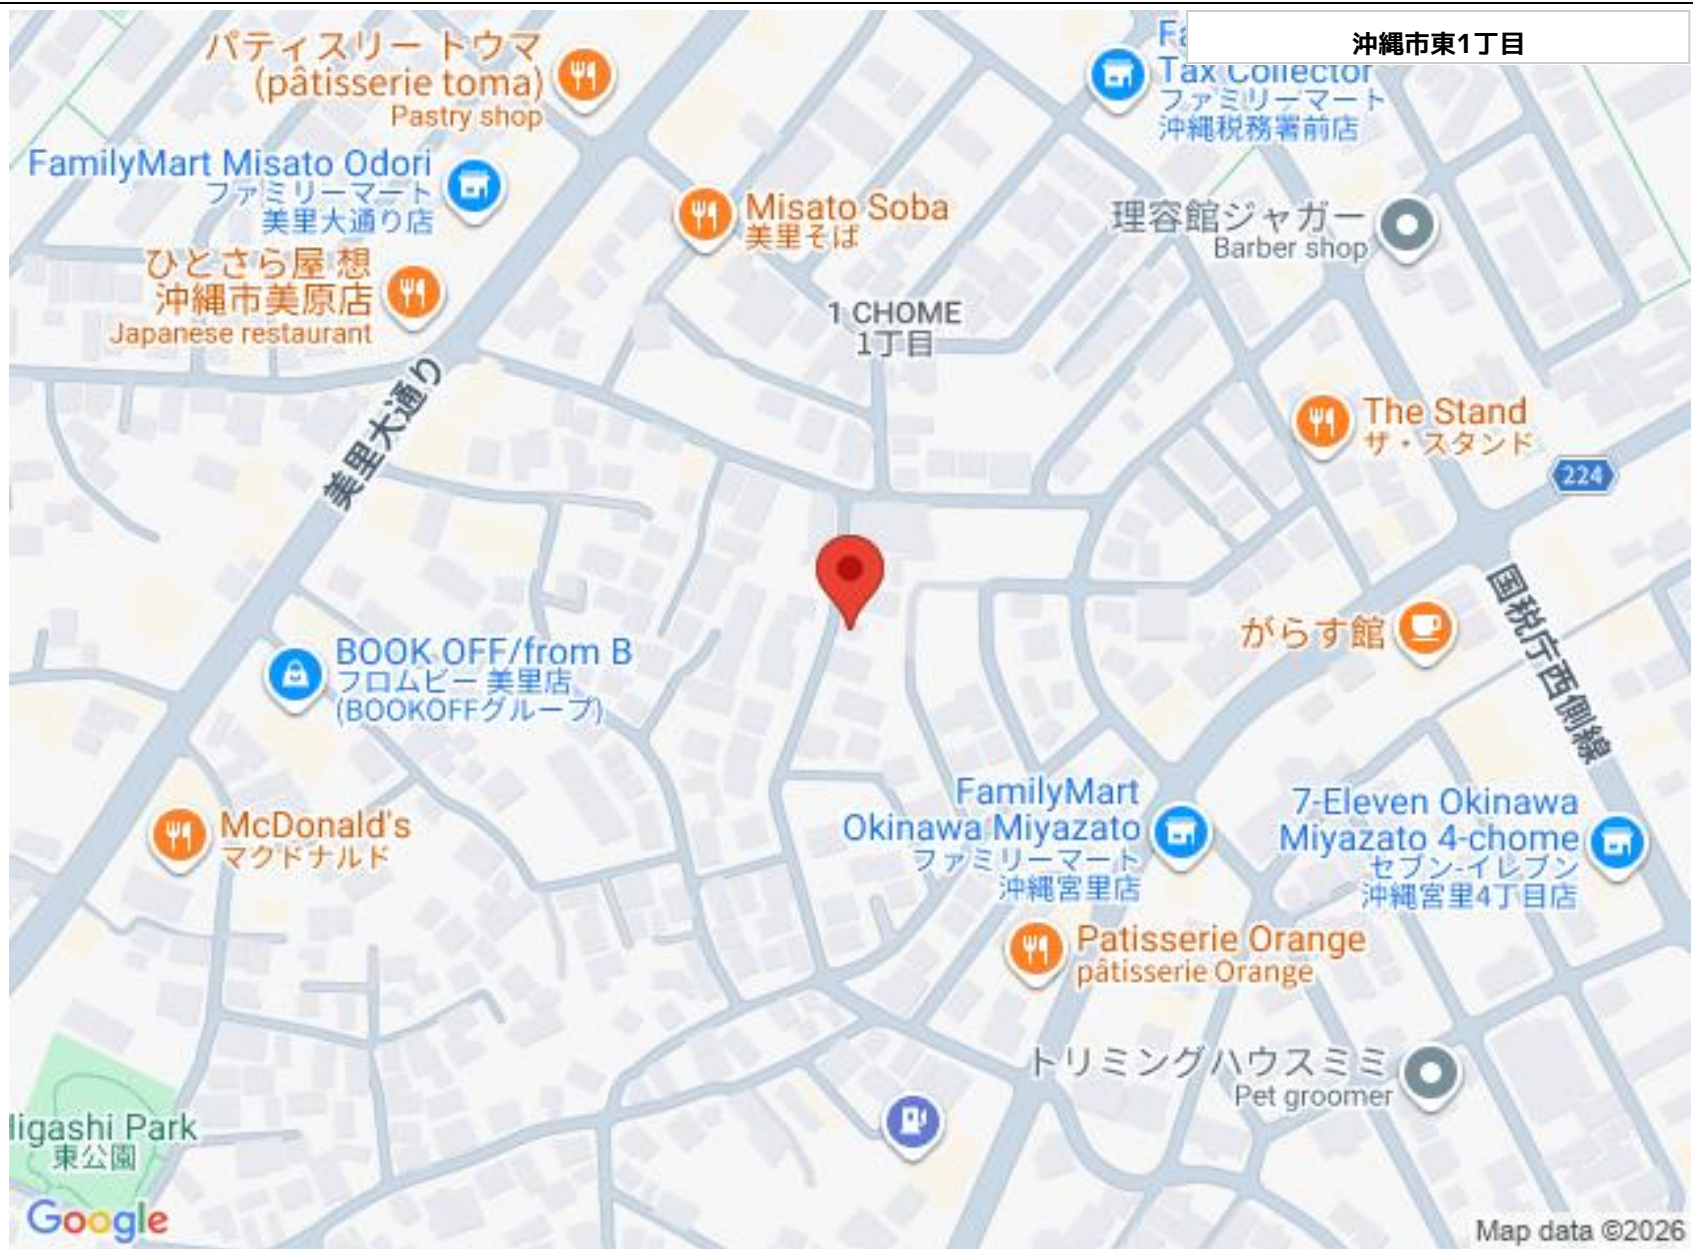 沖縄市東1丁目
パティスリー トウマ
(pâtisserie toma)
Pastry shop
Tax Collector
ファミリーマート
沖縄税務署前店
FamilyMart Misato Odori
ファミリーマート
美里大通り店
Misato Soba
美里そば
理容館ジャガー
Barber shop
ひとさら屋 想
沖縄市美原店
Japanese restaurant
1 CHOME
1丁目
美里大通り
The Stand
ザ・スタンド
224
国税庁西側線
がらす館
BOOK OFF/from B
フロムビー 美里店
(BOOKOFFグループ)
FamilyMart
Okinawa Miyazato
ファミリーマート
沖縄宮里店
7-Eleven Okinawa
Miyazato 4-chome
セブン-イレブン
沖縄宮里4丁目店
McDonald's
マクドナルド
Patisserie Orange
pâtisserie Orange
トリミングハウスミミ
Pet groomer
igashi Park
東公園
Google
Map data ©2026